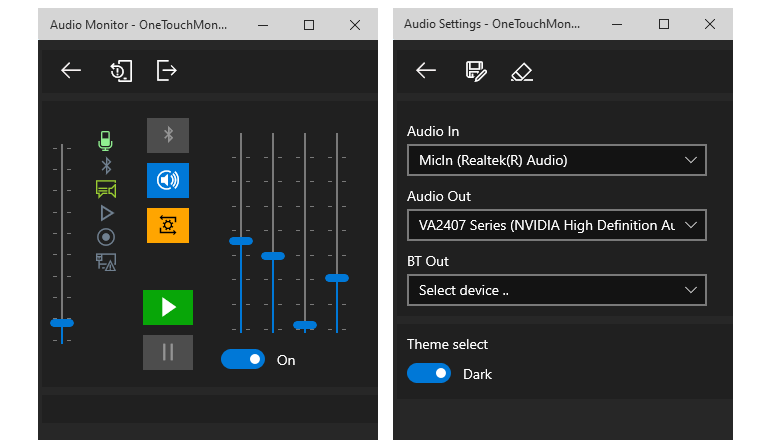 Audio Monitor - OneTouchMon...
On
Audio Settings - OneTouchMon...
Audio In
MicIn (Realtek(R) Audio)
Audio Out
VA2407 Series (NVIDIA High Definition Au
BT Out
Select device ..
Theme select
Dark